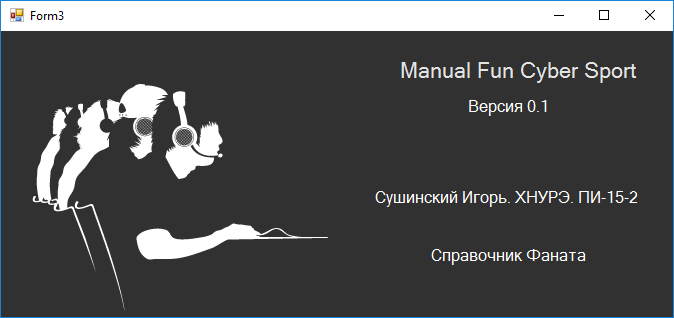 Form3
Manual Fun Cyber Sport
Версия 0.1
Сушинский Игорь. ХНУРЭ. ПИ-15-2
Справочник Фаната